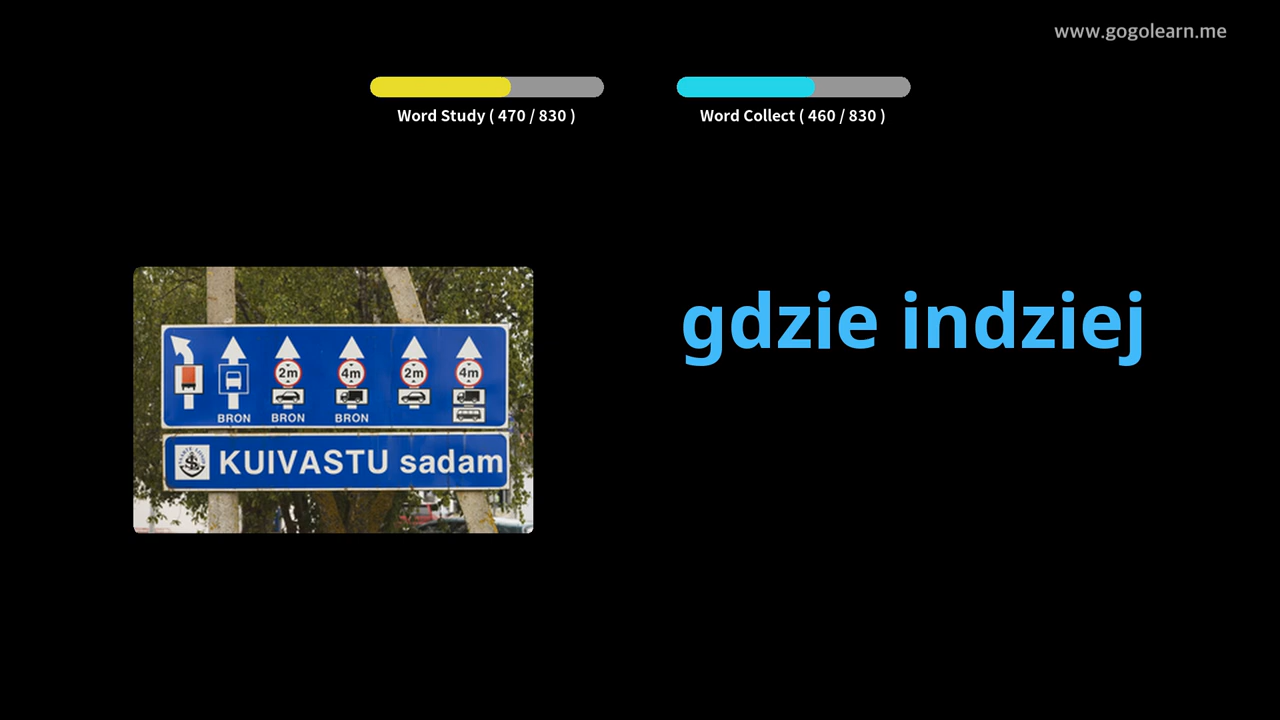 www.gogolearn.me
Word Study ( 470 / 830 )
Word Collect ( 460 / 830 )
gdzie indziej
2m 4m 2m 4m
BRON BRON BRON
KUIVASTU sadam